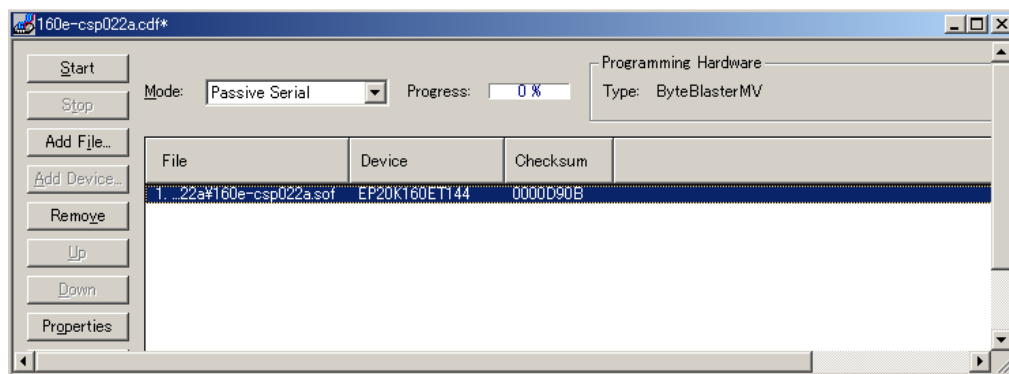 160e-csp022a.cdf*
Start
Stop
Add File...
Add Device...
Remove
Up
Down
Properties
Mode: Passive Serial Progress: 0 %
Programming Hardware
Type: ByteBlasterMV
File Device Checksum
1. ...22a¥160e-csp022a.sof EP20K160ET144 0000D90B